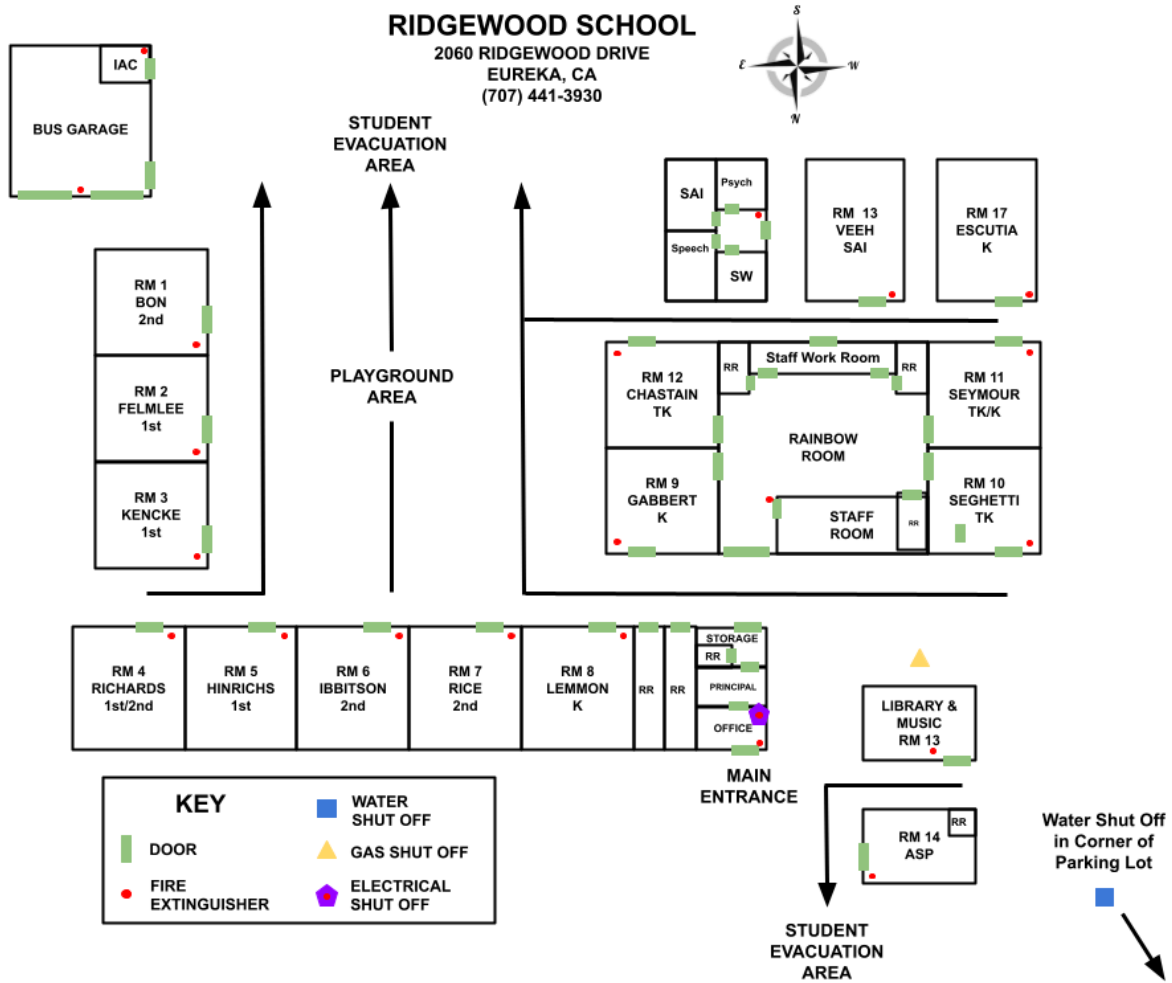 RIDGEWOOD SCHOOL
2060 RIDGEWOOD DRIVE
EUREKA, CA
(707) 441-3930
S
E
W
N
IAC
BUS GARAGE
STUDENT
EVACUATION
AREA
SAI
Psych
Speech
SW
RM 13
VEEH
SAI
RM 17
ESCUTIA
K
RM 1
BON
2nd
RM 2
FELMLEE
1st
RM 3
KENCKE
1st
PLAYGROUND
AREA
RM 12
CHASTAIN
TK
RR
Staff Work Room
RR
RM 11
SEYMOUR
TK/K
RAINBOW
ROOM
RM 9
GABBERT
K
STAFF
ROOM
RR
RM 10
SEGHETTI
TK
RM 4
RICHARDS
1st/2nd
RM 5
HINRICHS
1st
RM 6
IBBITSON
2nd
RM 7
RICE
2nd
RM 8
LEMMON
K
RR
RR
STORAGE
RR
PRINCIPAL
OFFICE
MAIN
ENTRANCE
LIBRARY &
MUSIC
RM 13
RM 14
ASP
RR
Water Shut Off
in Corner of
Parking Lot
KEY
DOOR
FIRE
EXTINGUISHER
WATER
SHUT OFF
GAS SHUT OFF
ELECTRICAL
SHUT OFF
STUDENT
EVACUATION
AREA